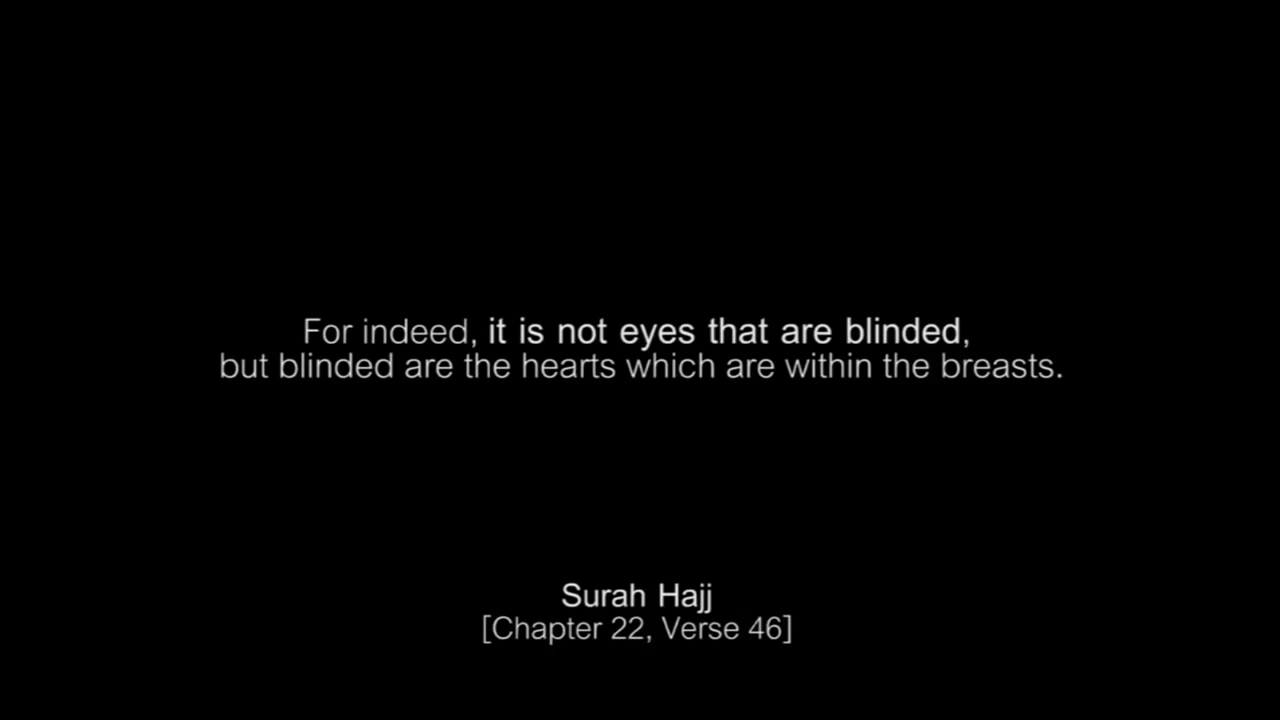 For indeed, it is not eyes that are blinded,
but blinded are the hearts which are within the breasts.
Surah Hajj
[Chapter 22, Verse 46]